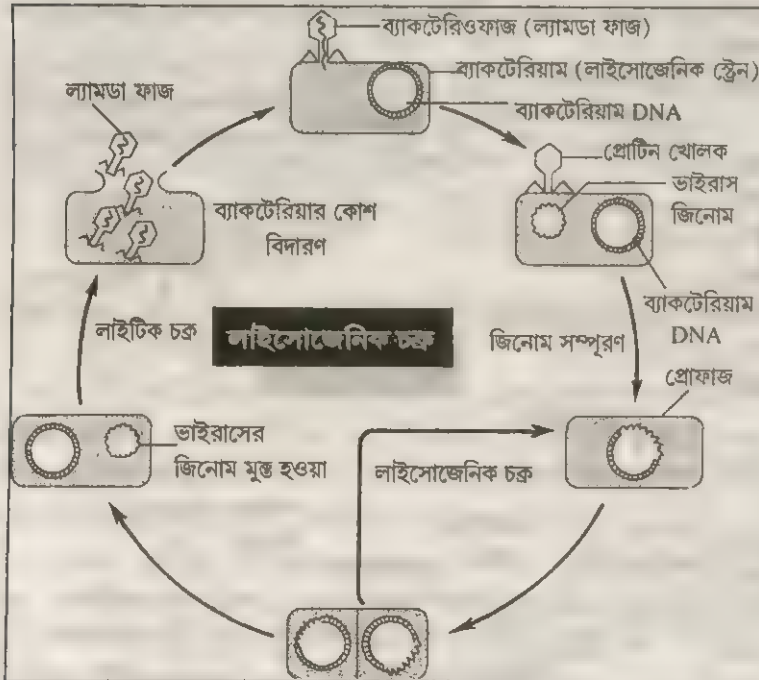 ব্যাকটেরিওফাজ (ল্যামডা ফাজ)
ব্যাকটেরিয়াম (লাইসোজেনিক স্ট্রেন)
ব্যাকটেরিয়াম DNA
ল্যামডা ফাজ
প্রোটিন খোলক
ভাইরাস
জিনোম
ব্যাকটেরিয়ার কোশ
বিদারণ
ব্যাকটেরিয়াম
DNA
লাইটিক চক্র
লাইসোজেনিক চক্র
জিনোম সম্পূরণ
প্রোফাজ
ভাইরাসের
জিনোম মুক্ত হওয়া
লাইসোজেনিক চক্র